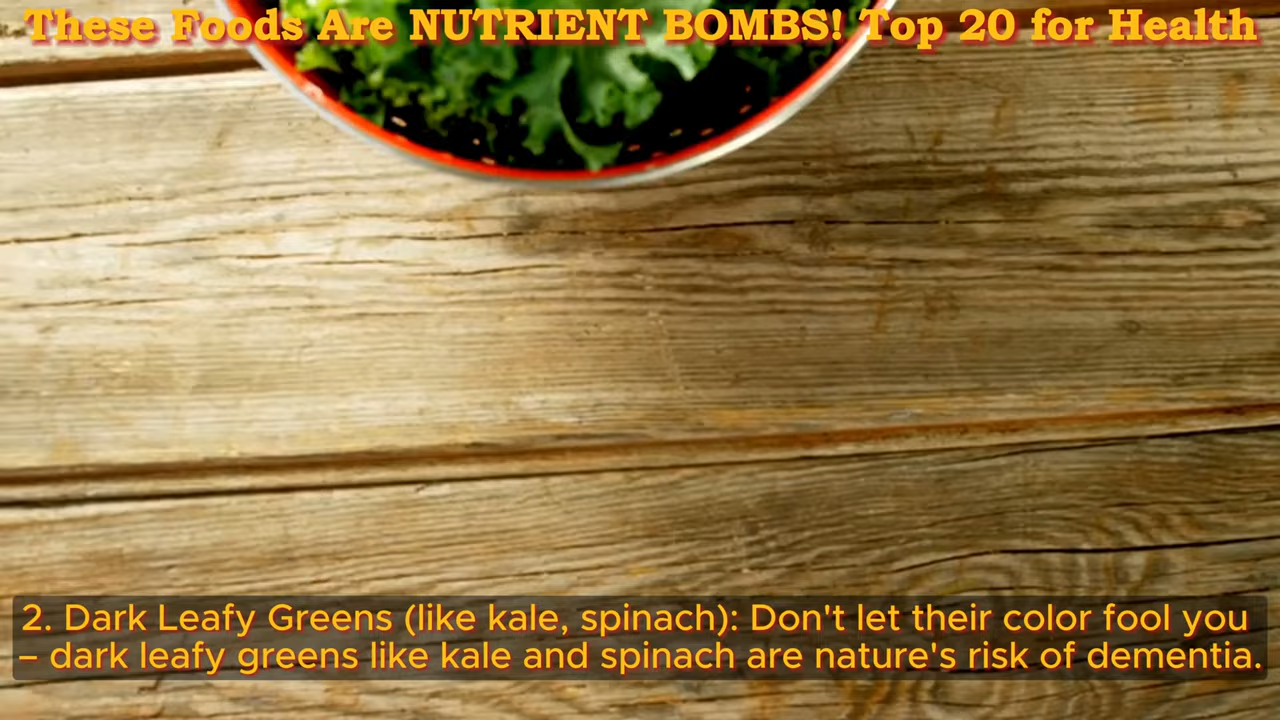 These Foods Are NUTRIENT BOMBS! Top 20 for Health
2. Dark Leafy Greens (like kale, spinach): Don't let their color fool you
– dark leafy greens like kale and spinach are nature's risk of dementia.